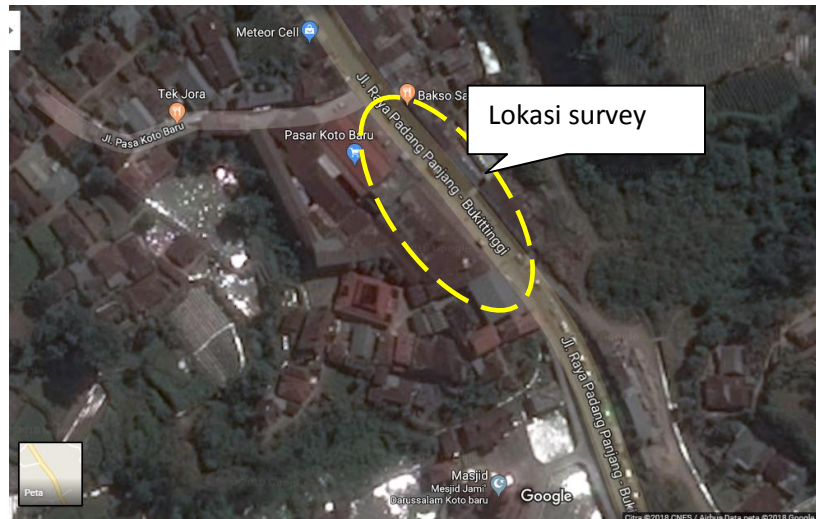 Meteor Cell
Tek Jora
Bakso Sa
Lokasi survey
Jl. Raya Padang Panjang - Bukittinggi
Jl. Pasa Koto Baru
Pasar Koto Baru
Jl. Raya Padang Panjang - Buki
Masjid
Mesjid Jami'
Darussalam Koto baru
Peta
Google
Citra ©2018 CNES / Airbus Data peta ©2018 Google